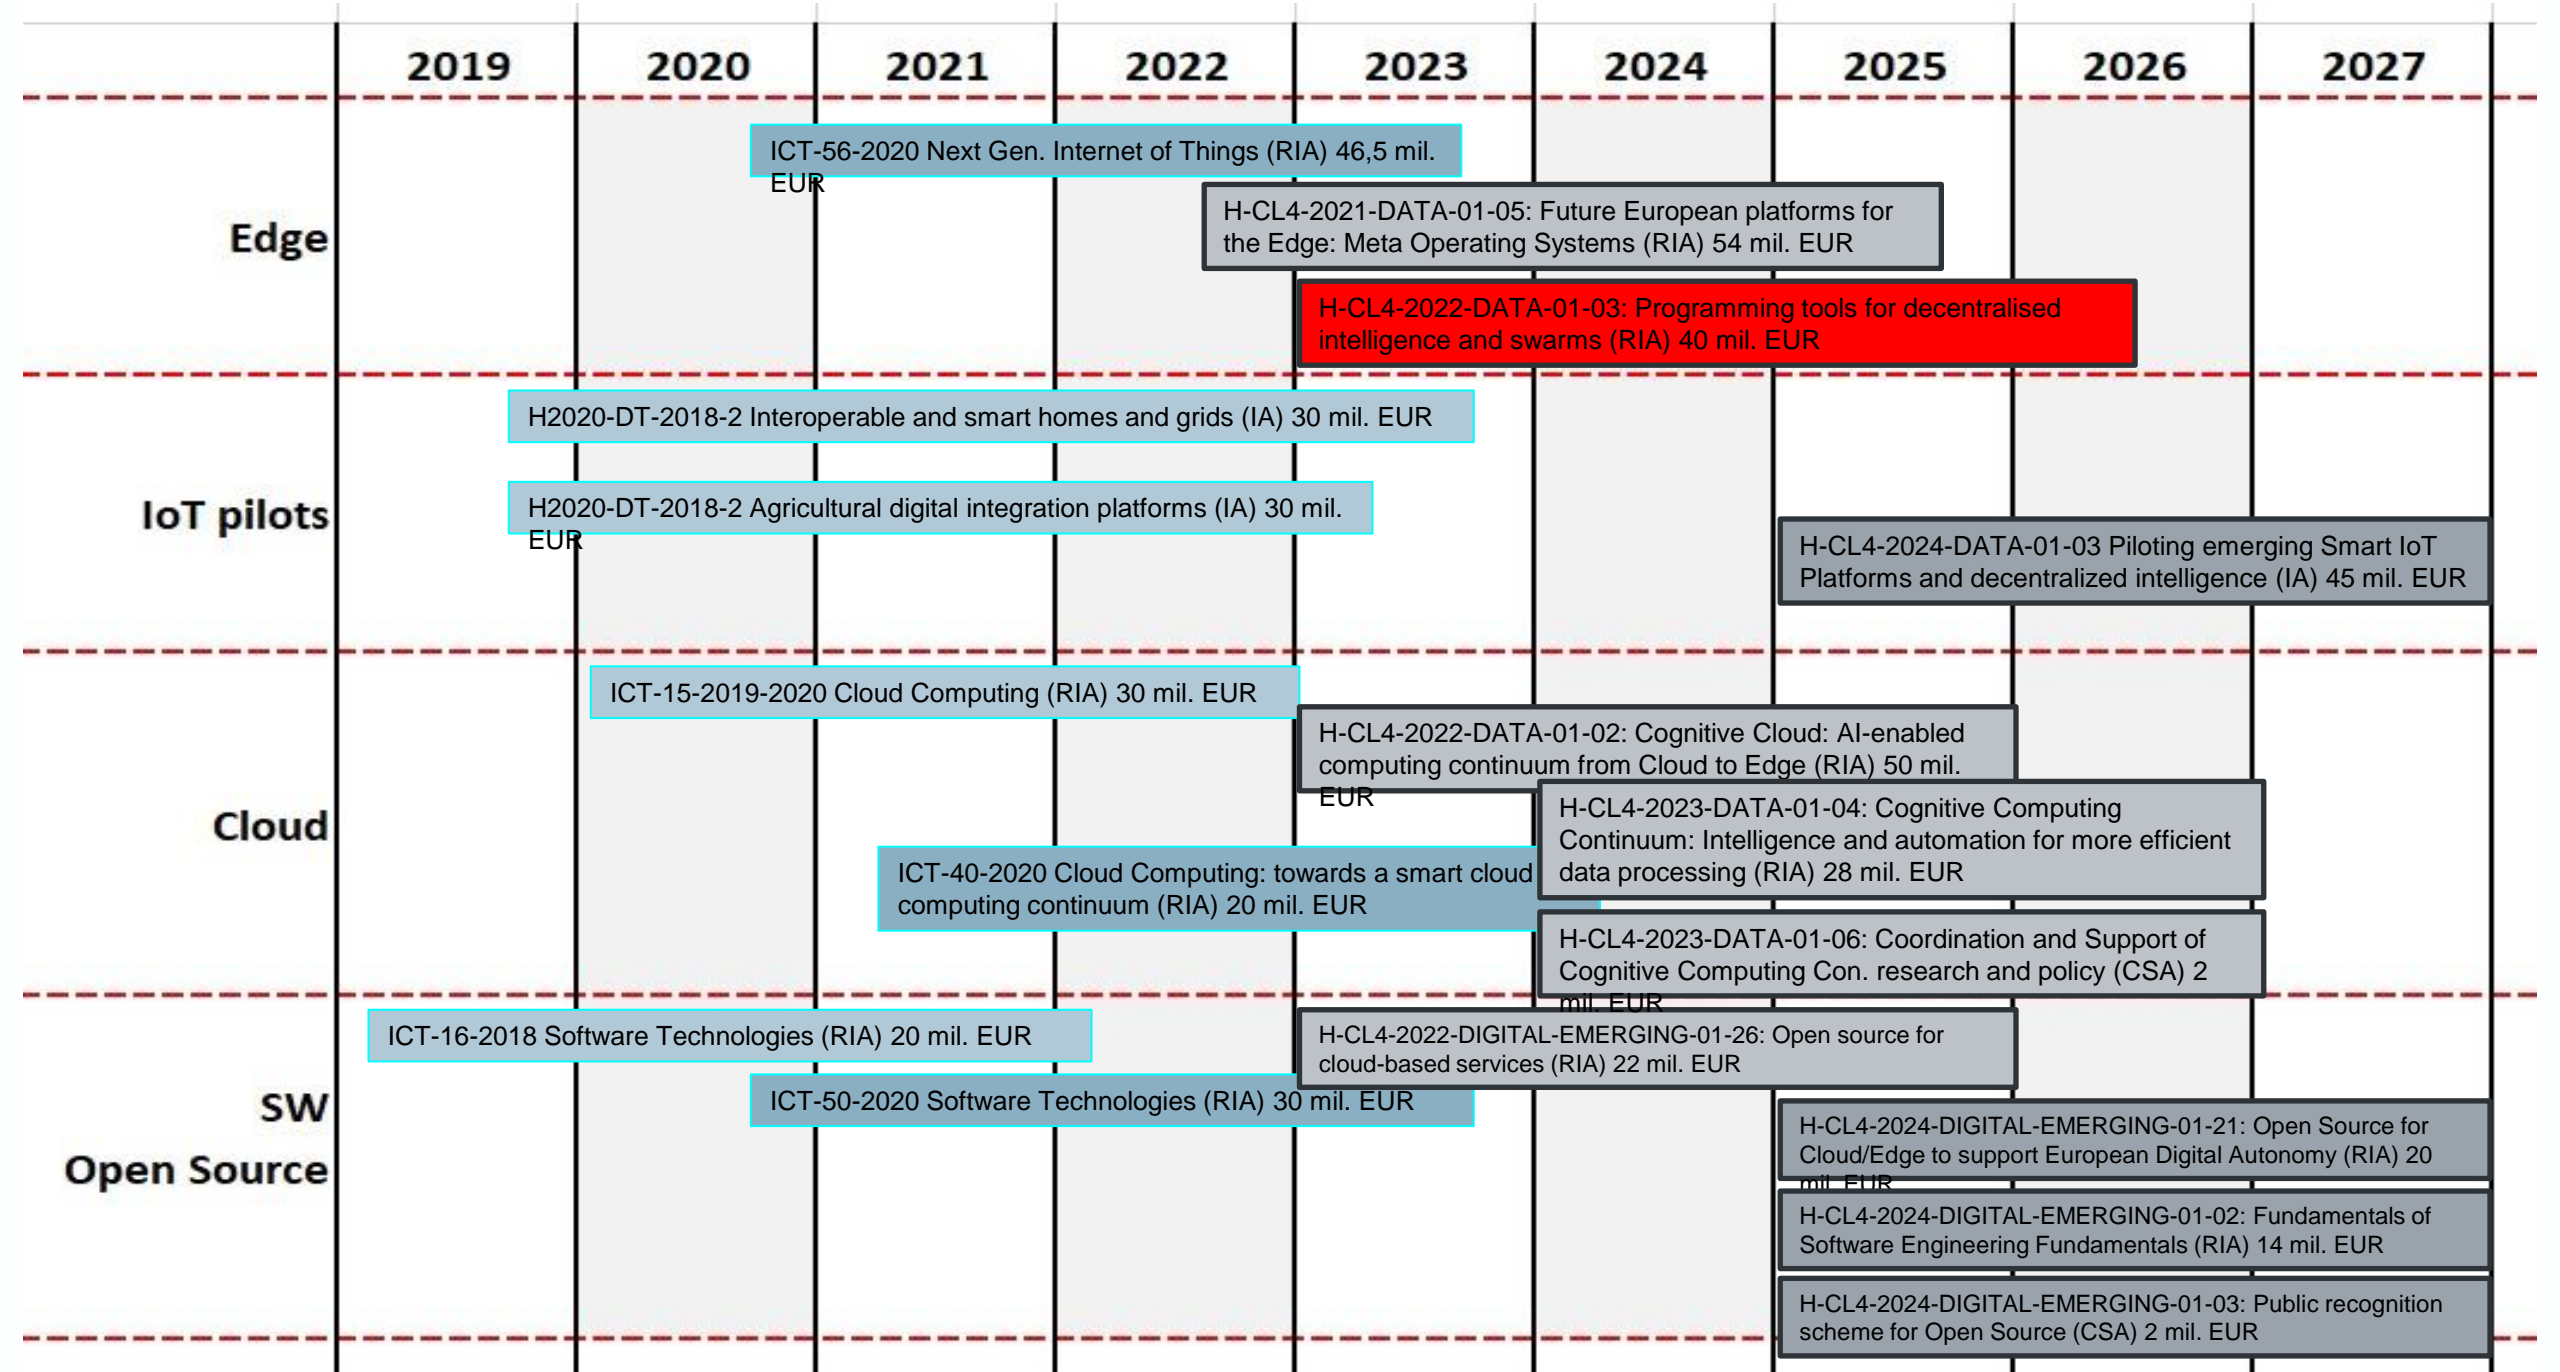 2019 2020 2021 2022 2023 2024 2025 2026 2027
Edge
ICT-56-2020 Next Gen. Internet of Things (RIA) 46,5 mil.
EUR
H-CL4-2021-DATA-01-05: Future European platforms for
the Edge: Meta Operating Systems (RIA) 54 mil. EUR
H-CL4-2022-DATA-01-03: Programming tools for decentralised
intelligence and swarms (RIA) 40 mil. EUR
IoT pilots
H2020-DT-2018-2 Interoperable and smart homes and grids (IA) 30 mil. EUR
H2020-DT-2018-2 Agricultural digital integration platforms (IA) 30 mil.
EUR
H-CL4-2024-DATA-01-03 Piloting emerging Smart IoT
Platforms and decentralized intelligence (IA) 45 mil. EUR
Cloud
ICT-15-2019-2020 Cloud Computing (RIA) 30 mil. EUR
H-CL4-2022-DATA-01-02: Cognitive Cloud: AI-enabled
computing continuum from Cloud to Edge (RIA) 50 mil.
EUR
H-CL4-2023-DATA-01-04: Cognitive Computing
Continuum: Intelligence and automation for more efficient
data processing (RIA) 28 mil. EUR
ICT-40-2020 Cloud Computing: towards a smart cloud
computing continuum (RIA) 20 mil. EUR
H-CL4-2023-DATA-01-06: Coordination and Support of
Cognitive Computing Con. research and policy (CSA) 2
mil. EUR
SW
Open Source
ICT-16-2018 Software Technologies (RIA) 20 mil. EUR
H-CL4-2022-DIGITAL-EMERGING-01-26: Open source for
cloud-based services (RIA) 22 mil. EUR
ICT-50-2020 Software Technologies (RIA) 30 mil. EUR
H-CL4-2024-DIGITAL-EMERGING-01-21: Open Source for
Cloud/Edge to support European Digital Autonomy (RIA) 20
mil. EUR
H-CL4-2024-DIGITAL-EMERGING-01-02: Fundamentals of
Software Engineering Fundamentals (RIA) 14 mil. EUR
H-CL4-2024-DIGITAL-EMERGING-01-03: Public recognition
scheme for Open Source (CSA) 2 mil. EUR